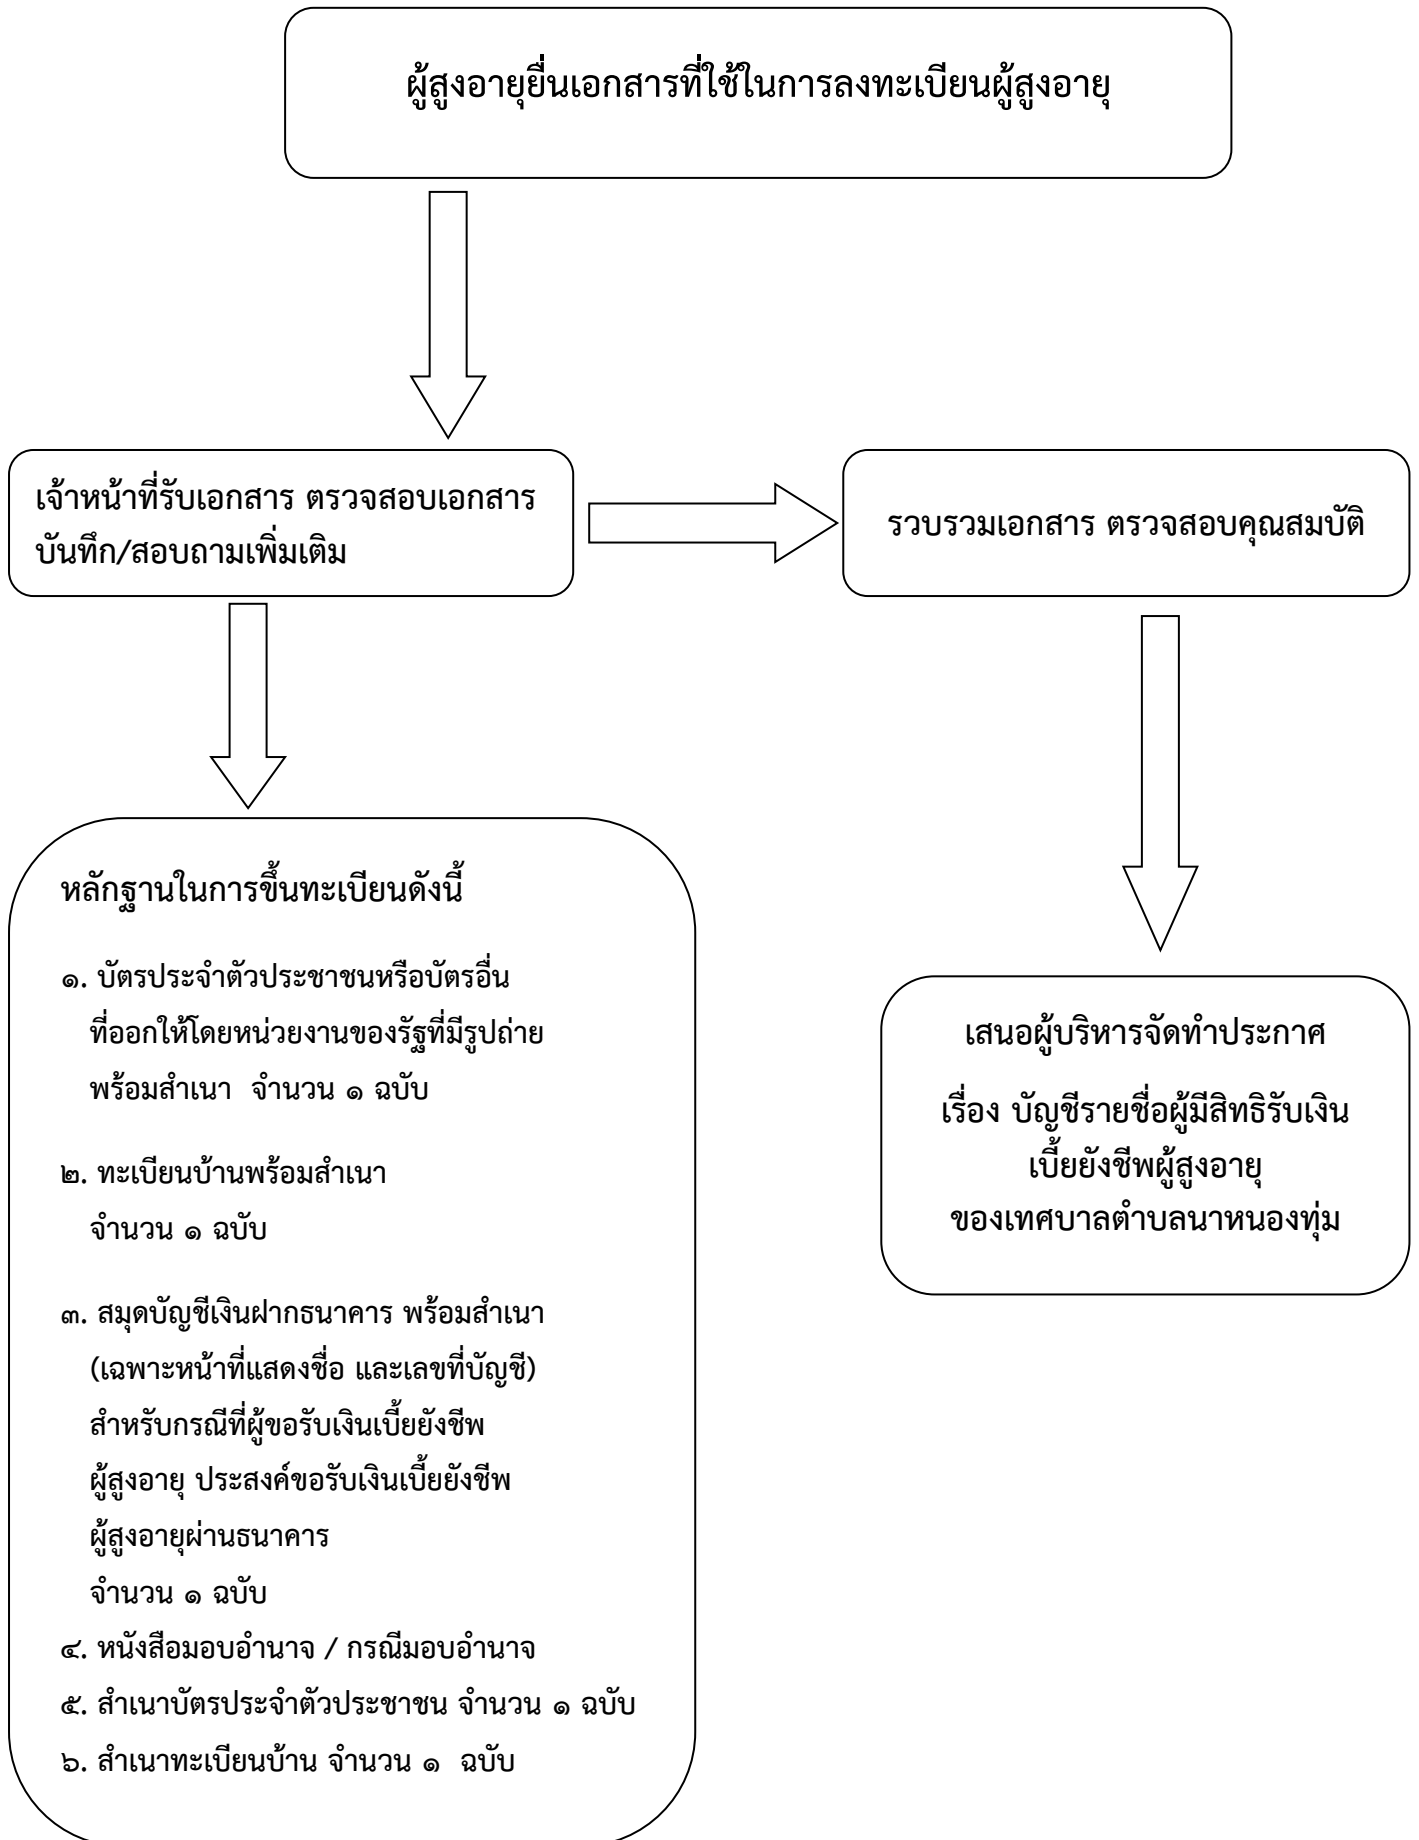 ผู้สูงอายุยื่นเอกสารที่ใช้ในการลงทะเบียนผู้สูงอายุ
เจ้าหน้าที่รับเอกสาร ตรวจสอบเอกสาร
บันทึก/สอบถามเพิ่มเติม
รวบรวมเอกสาร ตรวจสอบคุณสมบัติ
หลักฐานในการขึ้นทะเบียนดังนี้
๑. บัตรประจำตัวประชาชนหรือบัตรอื่น
ที่ออกให้โดยหน่วยงานของรัฐที่มีรูปถ่าย
พร้อมสำเนา  จำนวน ๑ ฉบับ
๒. ทะเบียนบ้านพร้อมสำเนา
จำนวน ๑ ฉบับ
๓. สมุดบัญชีเงินฝากธนาคาร พร้อมสำเนา
(เฉพาะหน้าที่แสดงชื่อ และเลขที่บัญชี)
สำหรับกรณีที่ผู้ขอรับเงินเบี้ยยังชีพ
ผู้สูงอายุ ประสงค์ขอรับเงินเบี้ยยังชีพ
ผู้สูงอายุผ่านธนาคาร
จำนวน ๑ ฉบับ
๔. หนังสือมอบอำนาจ / กรณีมอบอำนาจ
๕. สำเนาบัตรประจำตัวประชาชน จำนวน ๑ ฉบับ
๖. สำเนาทะเบียนบ้าน จำนวน ๑  ฉบับ
เสนอผู้บริหารจัดทำประกาศ
เรื่อง บัญชีรายชื่อผู้มีสิทธิรับเงิน
เบี้ยยังชีพผู้สูงอายุ
ของเทศบาลตำบลนาหนองทุ่ม